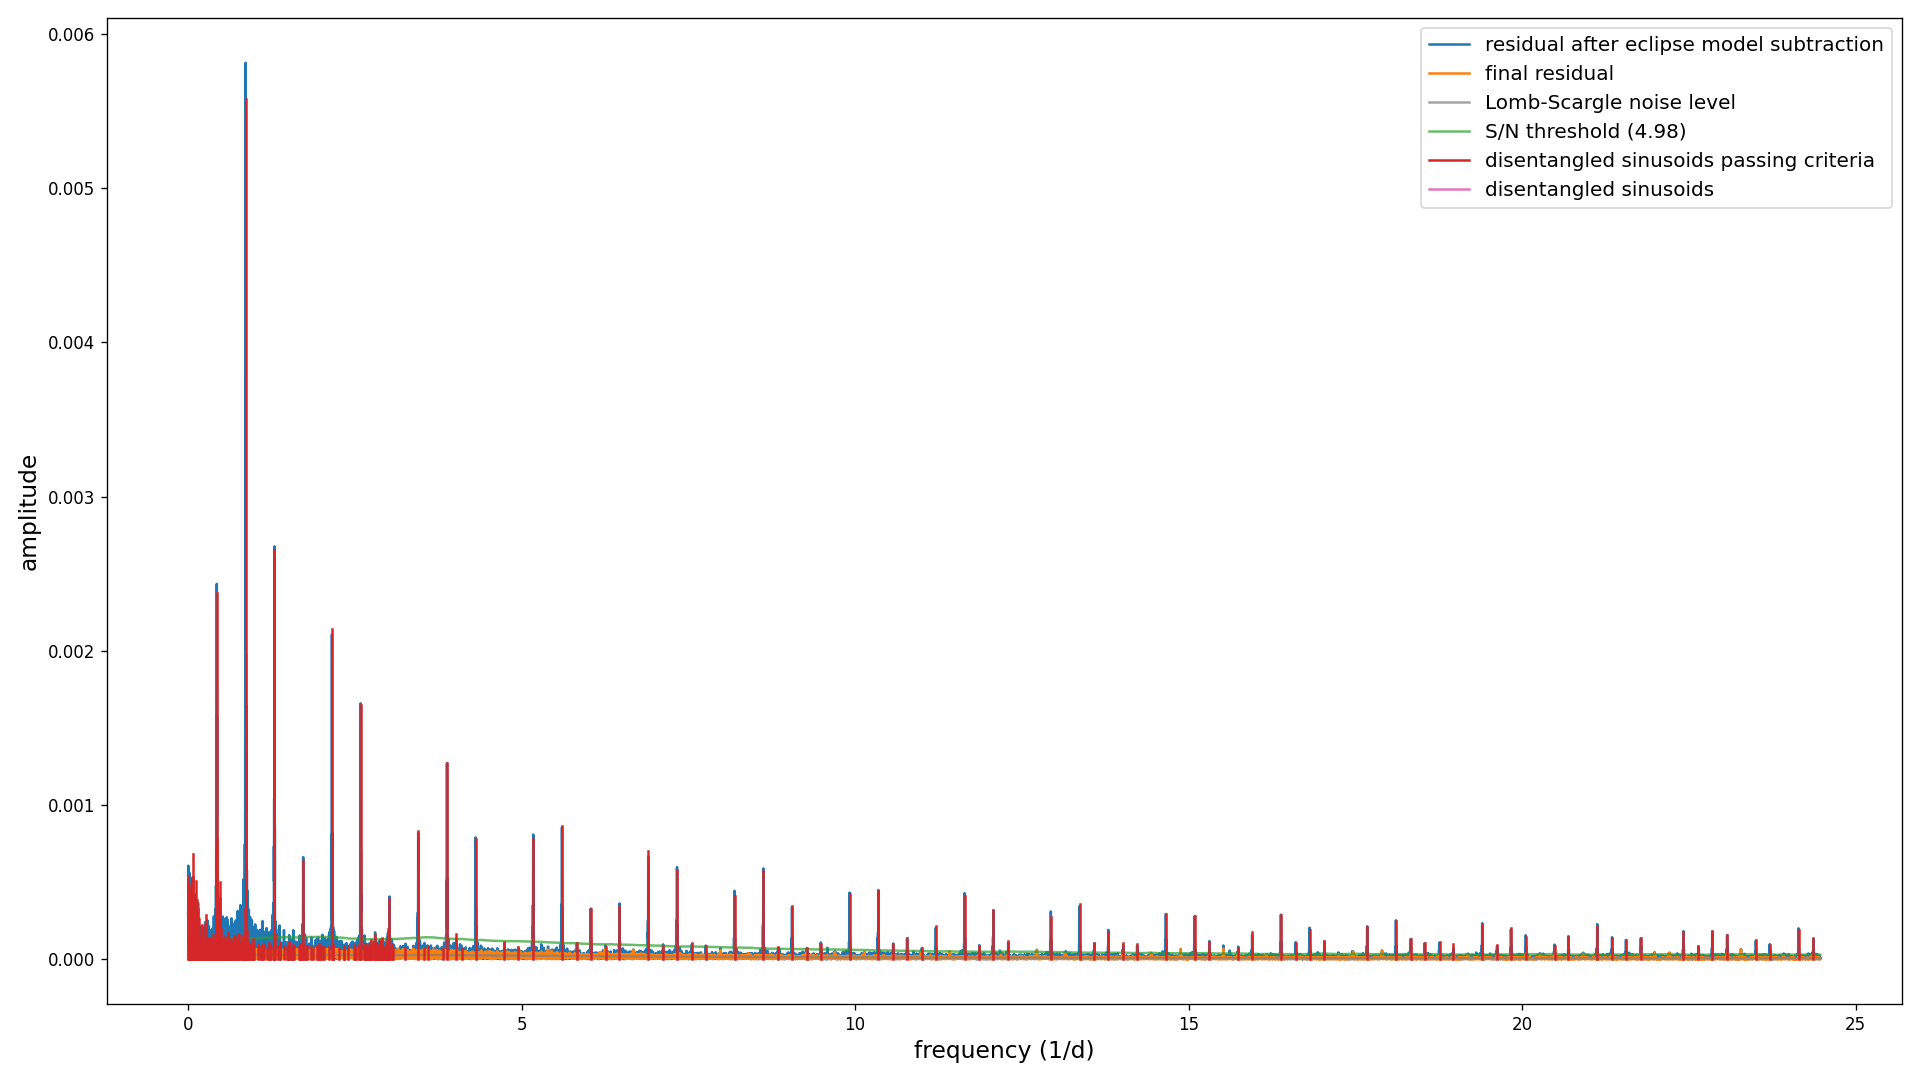 residual after eclipse model subtraction
final residual
Lomb-Scargle noise level
S/N threshold (4.98)
disentangled sinusoids passing criteria
disentangled sinusoids
0.006
0.005
0.004
0.003
0.002
0.001
0.000
amplitude
0 5 10 15 20 25
frequency (1/d)